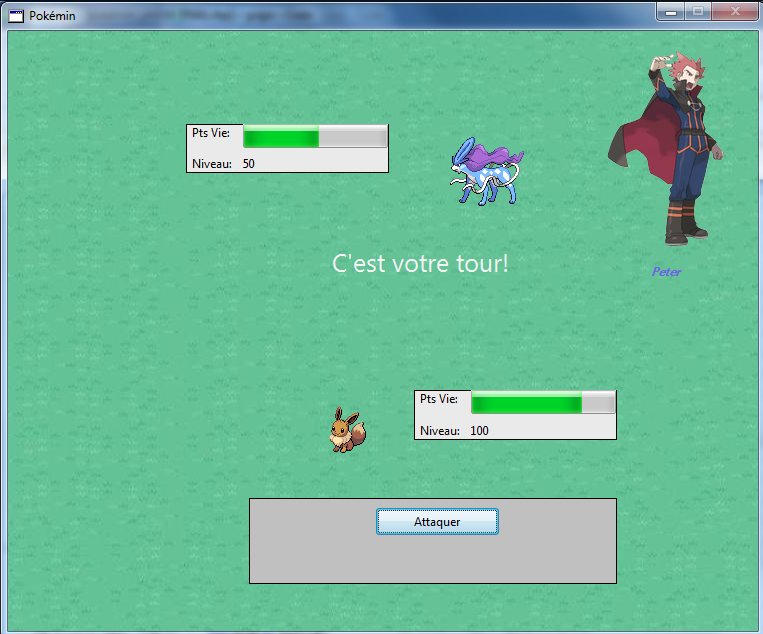 Pokémin
Pts Vie:
Niveau: 50
C'est votre tour!
Peter
Pts Vie:
Niveau: 100
Attaquer